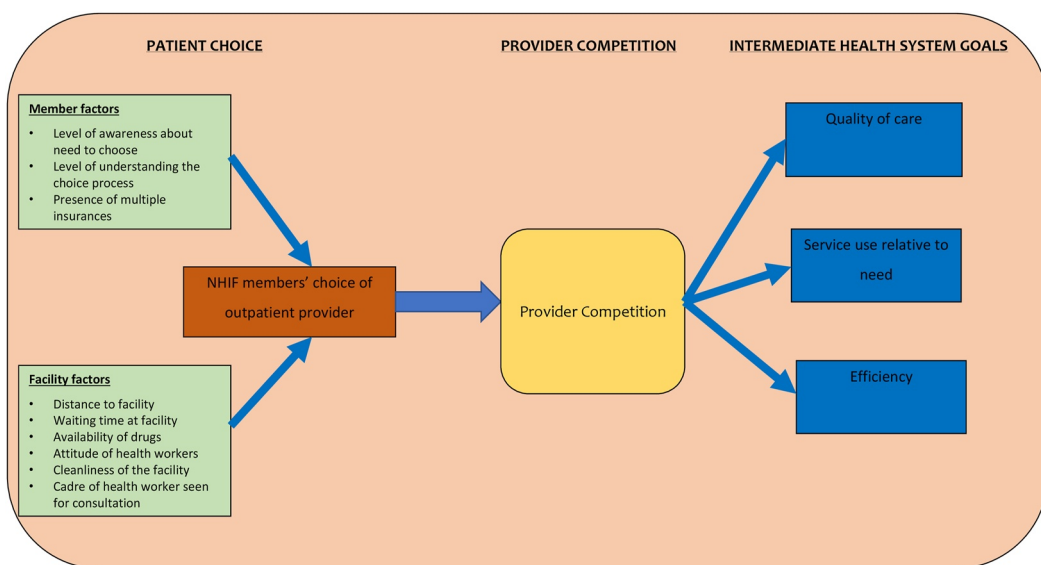 PATIENT CHOICE
PROVIDER COMPETITION
INTERMEDIATE HEALTH SYSTEM GOALS
Member factors
• Level of awareness about
need to choose
• Level of understanding the
choice process
• Presence of multiple
insurances
Facility factors
• Distance to facility
• Waiting time at facility
• Availability of drugs
• Attitude of health workers
• Cleanliness of the facility
• Cadre of health worker seen
for consultation
NHIF members’ choice of
outpatient provider
Provider Competition
Quality of care
Service use relative to
need
Efficiency